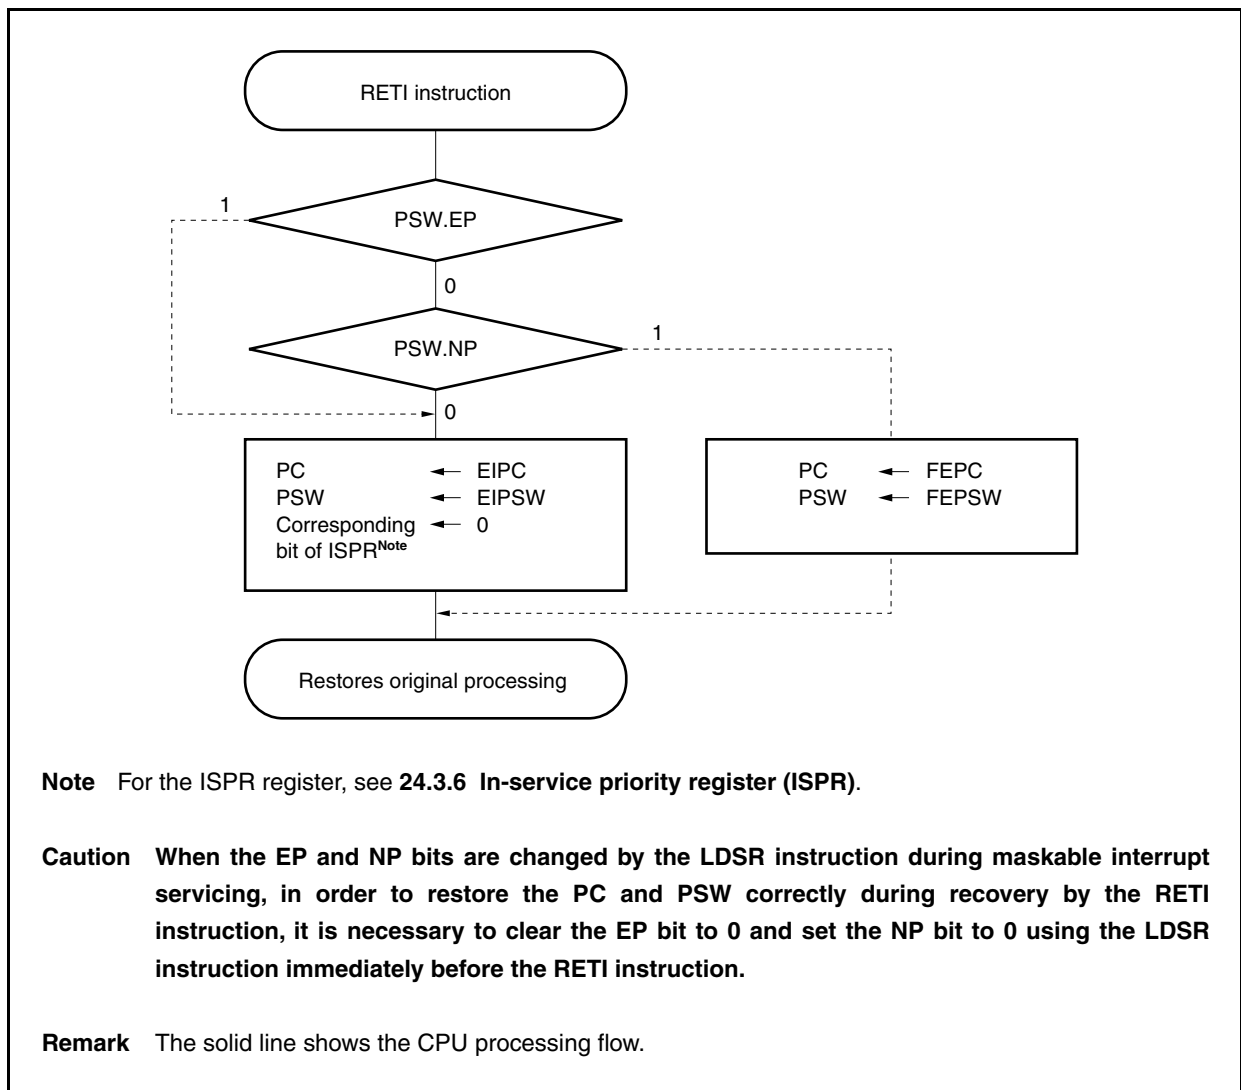 RETI instruction
1
PSW.EP
0
PSW.NP
1
0
PC ← EIPC
PSW ← EIPSW
Corresponding ← 0
bit of ISPRNote
PC ← FEPC
PSW ← FEPSW
Restores original processing
Note For the ISPR register, see 24.3.6 In-service priority register (ISPR).
Caution When the EP and NP bits are changed by the LDSR instruction during maskable interrupt
servicing, in order to restore the PC and PSW correctly during recovery by the RETI
instruction, it is necessary to clear the EP bit to 0 and set the NP bit to 0 using the LDSR
instruction immediately before the RETI instruction.
Remark The solid line shows the CPU processing flow.